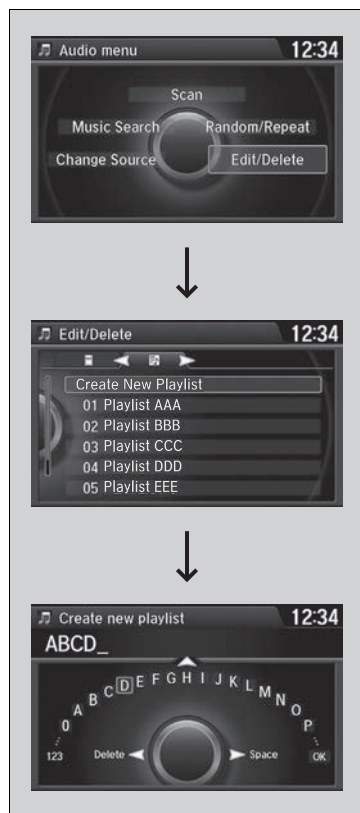 Audio menu 12:34
Scan
Music Search Random/Repeat
Change Source Edit/Delete
Edit/Delete 12:34
Create New Playlist
01 Playlist AAA
02 Playlist BBB
03 Playlist CCC
04 Playlist DDD
05 Playlist EEE
Create new playlist 12:34
ABCD_
0 A B C D E F G H I J K L M N O P
123 Delete Space OK